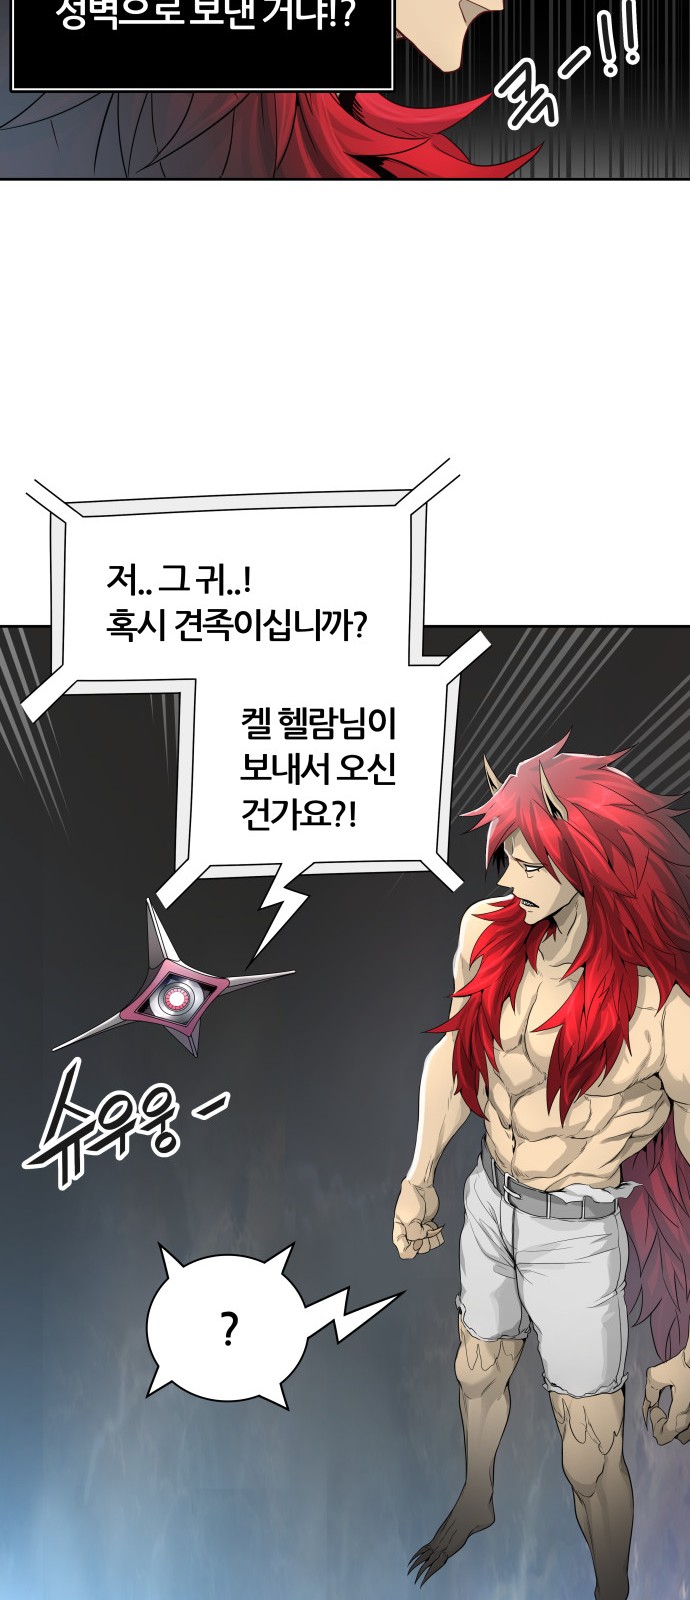 성벽으로 보낸 거냐!?
큭-!!
저.. 그 귀..!
혹시 견족이십니까?
켈 헬람님이
보내서 오신
건가요?!
슈우웅-
?